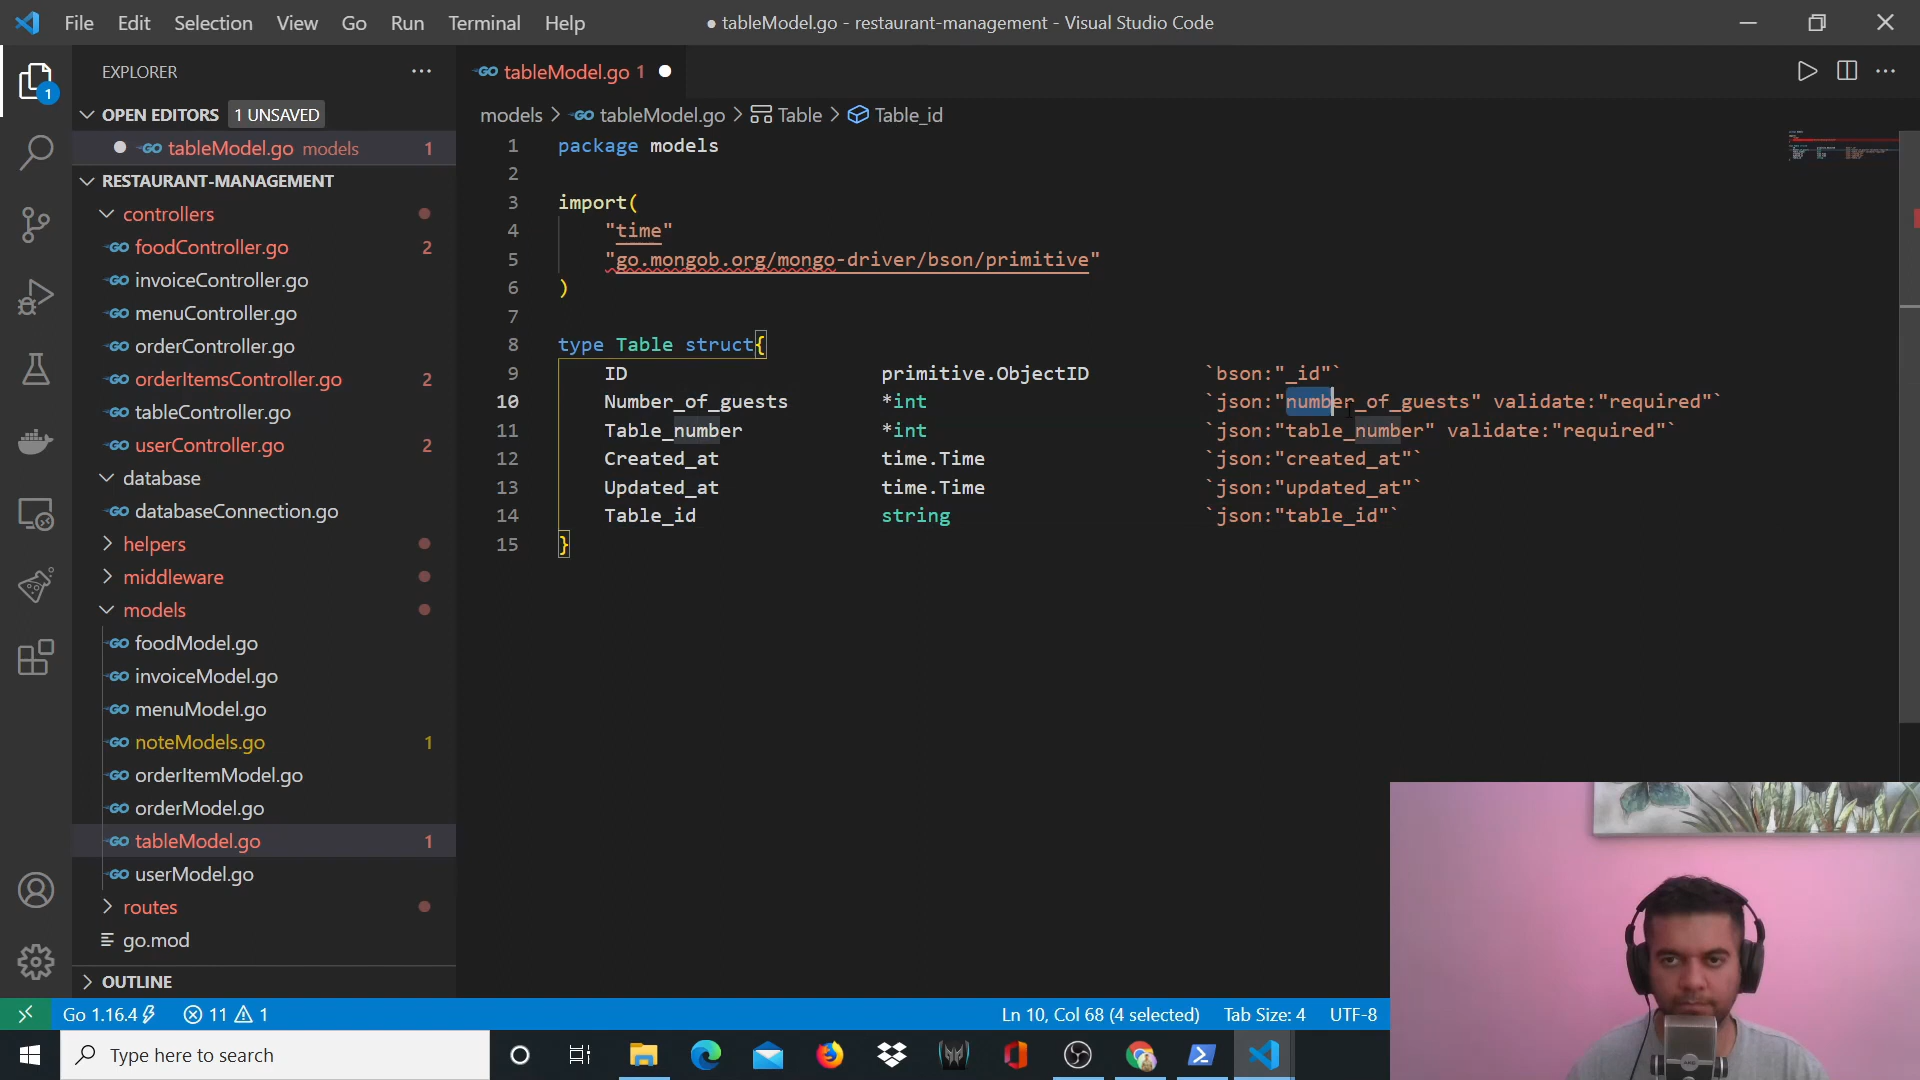 File Edit Selection View Go Run Terminal Help
● tableModel.go - restaurant-management - Visual Studio Code
EXPLORER
OPEN EDITORS 1 UNSAVED
tableModel.go models 1
RESTAURANT-MANAGEMENT
controllers
foodController.go 2
invoiceController.go
menuController.go
orderController.go
orderItemsController.go 2
tableController.go
userController.go 2
database
databaseConnection.go
helpers
middleware
models
foodModel.go
invoiceModel.go
menuModel.go
noteModels.go 1
orderItemModel.go
orderModel.go
tableModel.go 1
userModel.go
routes
go.mod
OUTLINE
1
tableModel.go 1
models > tableModel.go > Table > Table_id
1 package models
2
3 import(
4 "time"
5 "go.mongob.org/mongo-driver/bson/primitive"
6 )
7
8 type Table struct{
9 ID primitive.ObjectID `bson:"_id"`
10 Number_of_guests *int `json:"number_of_guests" validate:"required"`
11 Table_number *int `json:"table_number" validate:"required"`
12 Created_at time.Time `json:"created_at"`
13 Updated_at time.Time `json:"updated_at"`
14 Table_id string `json:"table_id"`
15 }
Go 1.16.4 11 1 Ln 10, Col 68 (4 selected) Tab Size: 4 UTF-8
Type here to search